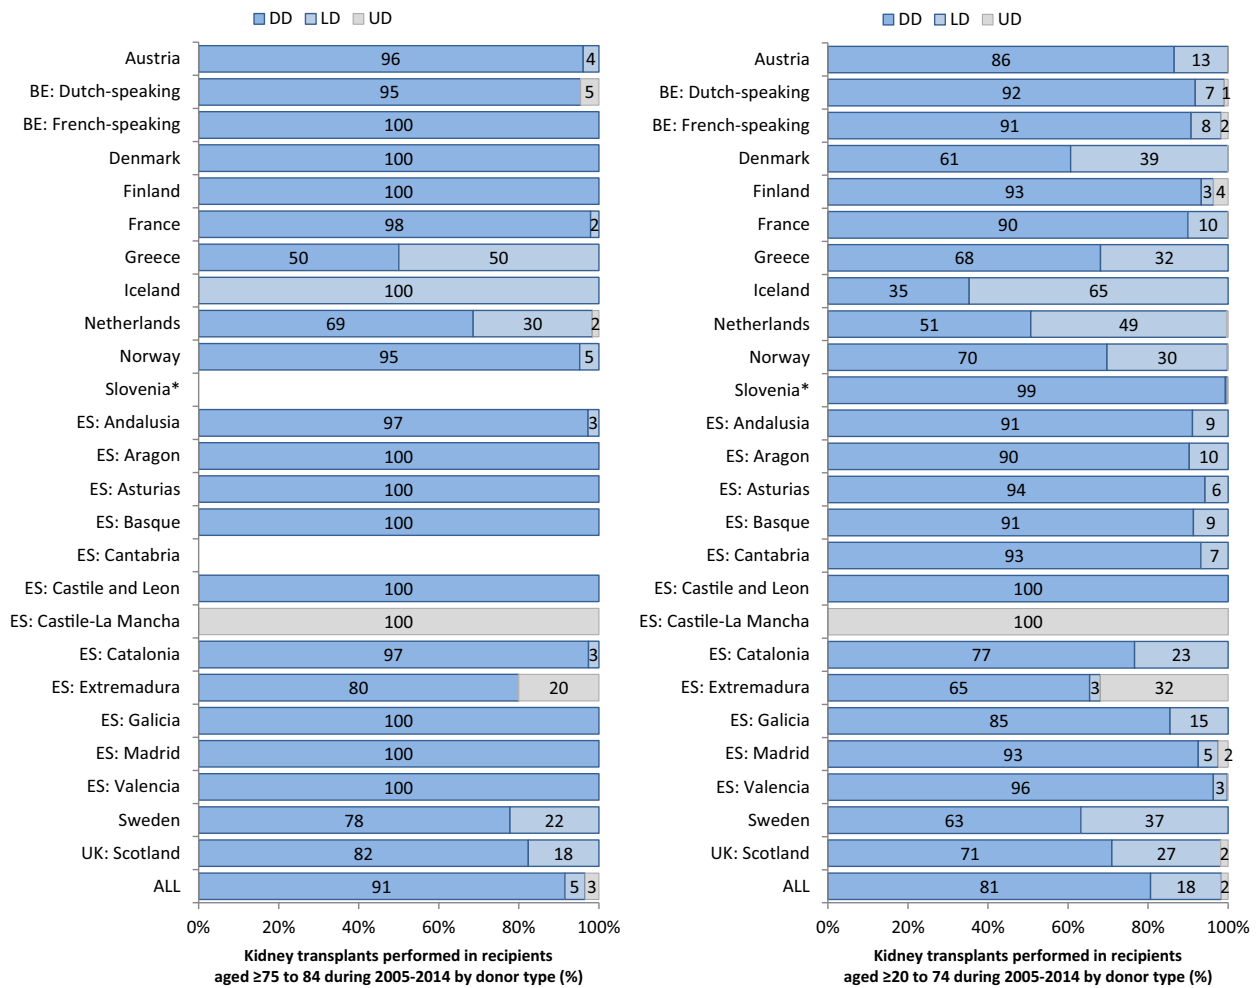 DD LD UD
Austria 96 4
BE: Dutch-speaking 95 5
BE: French-speaking 100
Denmark 100
Finland 100
France 98 2
Greece 50 50
Iceland 100
Netherlands 69 30 2
Norway 95 5
Slovenia*
ES: Andalusia 97 3
ES: Aragon 100
ES: Asturias 100
ES: Basque 100
ES: Cantabria
ES: Castile and Leon 100
ES: Castile-La Mancha 100
ES: Catalonia 97 3
ES: Extremadura 80 20
ES: Galicia 100
ES: Madrid 100
ES: Valencia 100
Sweden 78 22
UK: Scotland 82 18
ALL 91 5 3
0% 20% 40% 60% 80% 100%
Kidney transplants performed in recipients
aged ≥75 to 84 during 2005-2014 by donor type (%)
DD LD UD
Austria 86 13
BE: Dutch-speaking 92 7 1
BE: French-speaking 91 8 2
Denmark 61 39
Finland 93 3 4
France 90 10
Greece 68 32
Iceland 35 65
Netherlands 51 49
Norway 70 30
Slovenia* 99
ES: Andalusia 91 9
ES: Aragon 90 10
ES: Asturias 94 6
ES: Basque 91 9
ES: Cantabria 93 7
ES: Castile and Leon 100
ES: Castile-La Mancha 100
ES: Catalonia 77 23
ES: Extremadura 65 3 32
ES: Galicia 85 15
ES: Madrid 93 5 2
ES: Valencia 96 3
Sweden 63 37
UK: Scotland 71 27 2
ALL 81 18 2
0% 20% 40% 60% 80% 100%
Kidney transplants performed in recipients
aged ≥20 to 74 during 2005-2014 by donor type (%)